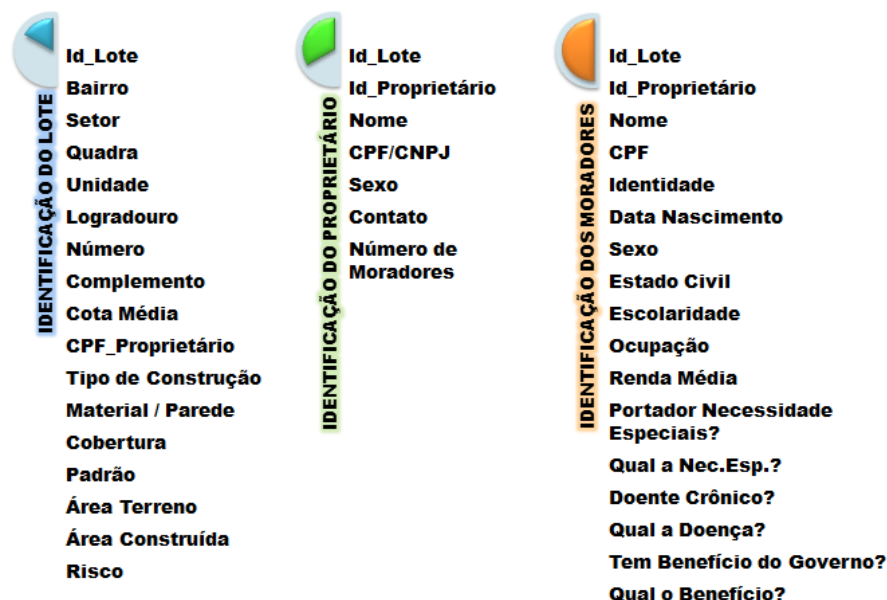 IDENTIFICAÇÃO DO LOTE
Id_Lote
Bairro
Setor
Quadra
Unidade
Logradouro
Número
Complemento
Cota Média
CPF_Proprietário
Tipo de Construção
Material / Parede
Cobertura
Padrão
Área Terreno
Área Construída
Risco
IDENTIFICAÇÃO DO PROPRIETÁRIO
Id_Lote
Id_Proprietário
Nome
CPF/CNPJ
Sexo
Contato
Número de
Moradores
IDENTIFICAÇÃO DOS MORADORES
Id_Lote
Id_Proprietário
Nome
CPF
Identidade
Data Nascimento
Sexo
Estado Civil
Escolaridade
Ocupação
Renda Média
Portador Necessidade
Especiais?
Qual a Nec.Esp.?
Doente Crônico?
Qual a Doença?
Tem Benefício do Governo?
Qual o Benefício?